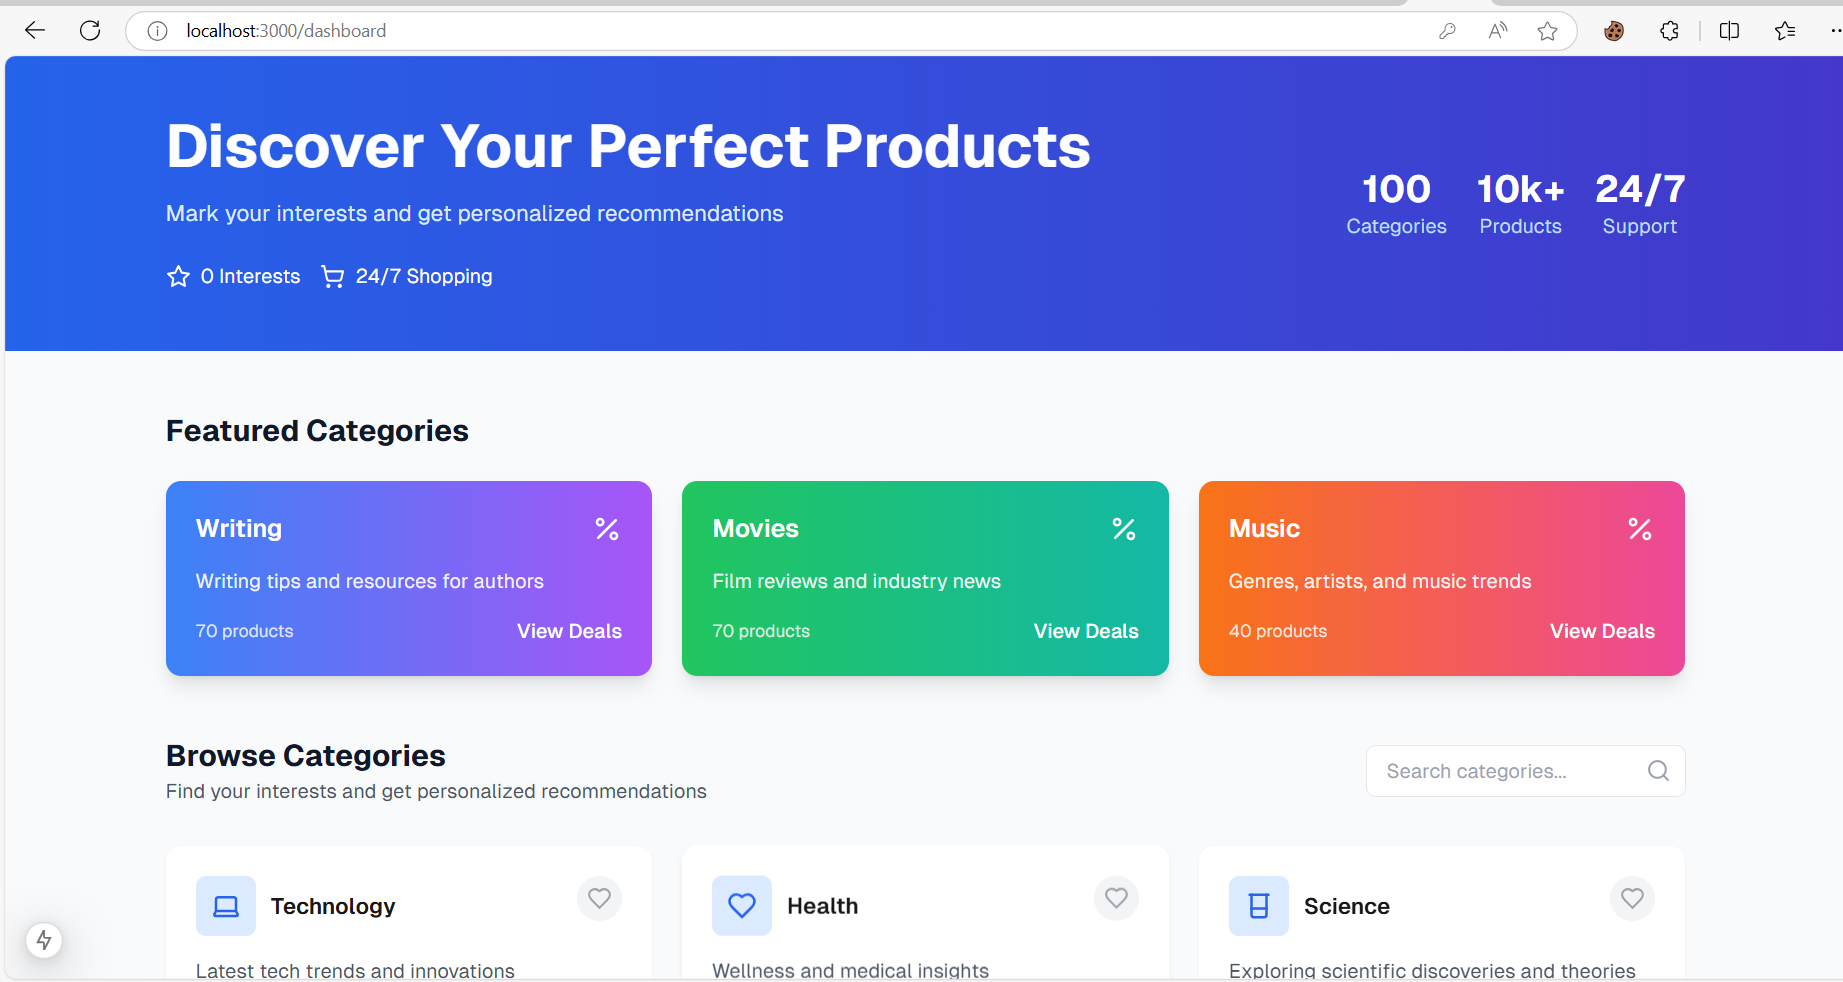 localhost:3000/dashboard
Discover Your Perfect Products
Mark your interests and get personalized recommendations
0 Interests 24/7 Shopping
100 10k+ 24/7
Categories Products Support
Featured Categories
Writing %
Writing tips and resources for authors
70 products View Deals
Movies %
Film reviews and industry news
70 products View Deals
Music %
Genres, artists, and music trends
40 products View Deals
Browse Categories
Find your interests and get personalized recommendations
Search categories...
Technology
Latest tech trends and innovations
Health
Wellness and medical insights
Science
Exploring scientific discoveries and theories